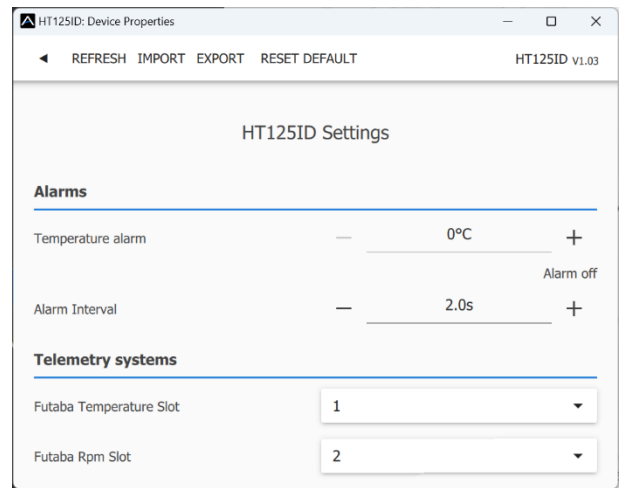 HT125ID: Device Properties
REFRESH IMPORT EXPORT RESET DEFAULT HT125ID V1.03
HT125ID Settings
Alarms
Temperature alarm 0°C
Alarm off
Alarm Interval 2.0s
Telemetry systems
Futaba Temperature Slot 1
Futaba Rpm Slot 2